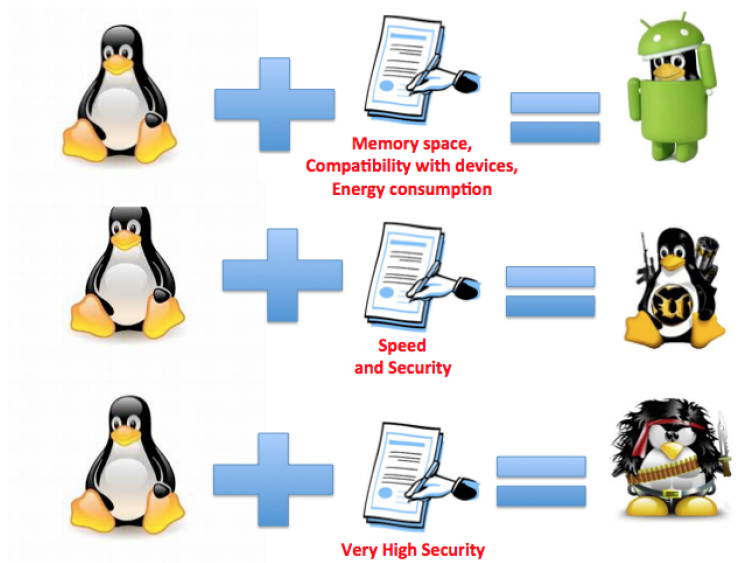 Memory space,
Compatibility with devices,
Energy consumption
Speed
and Security
Very High Security